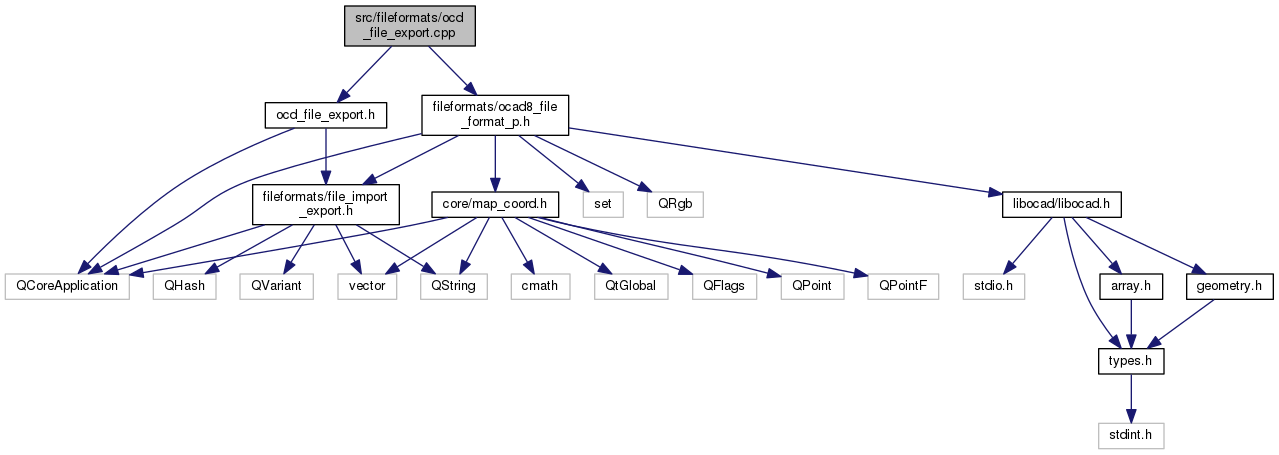 src/fileformats/ocd
_file_export.cpp
ocd_file_export.h
fileformats/ocad8_file
_format_p.h
fileformats/file_import
_export.h
core/map_coord.h
set
QRgb
libocad/libocad.h
QCoreApplication
QHash
QVariant
vector
QString
cmath
QtGlobal
QFlags
QPoint
QPointF
stdio.h
array.h
geometry.h
types.h
stdint.h